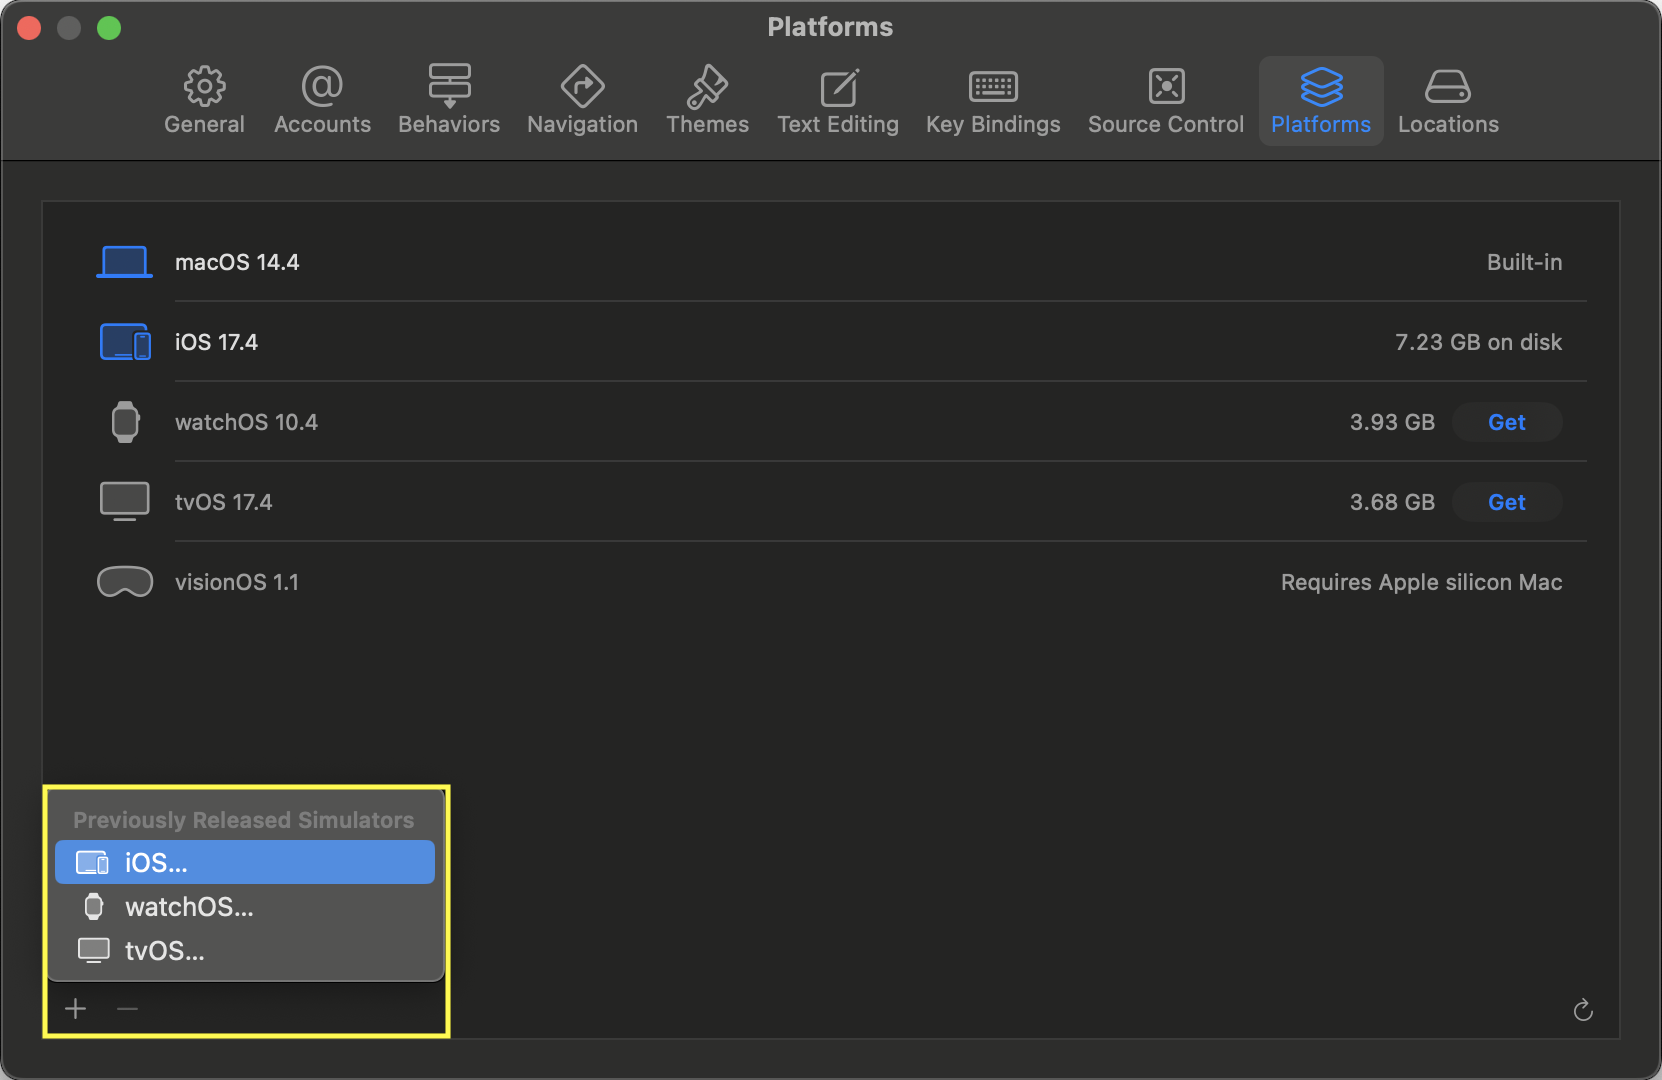 Platforms
General
Accounts
Behaviors
Navigation
Themes
Text Editing
Key Bindings
Source Control
Platforms
Locations
macOS 14.4
Built-in
iOS 17.4
7.23 GB on disk
watchOS 10.4
3.93 GB
Get
tvOS 17.4
3.68 GB
Get
visionOS 1.1
Requires Apple silicon Mac
Previously Released Simulators
iOS...
watchOS...
tvOS...